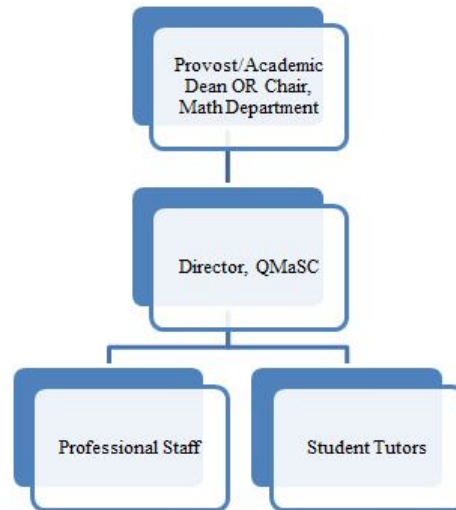 Provost/Academic
Dean OR Chair,
Math Department
Director, QMaSC
Professional Staff
Student Tutors